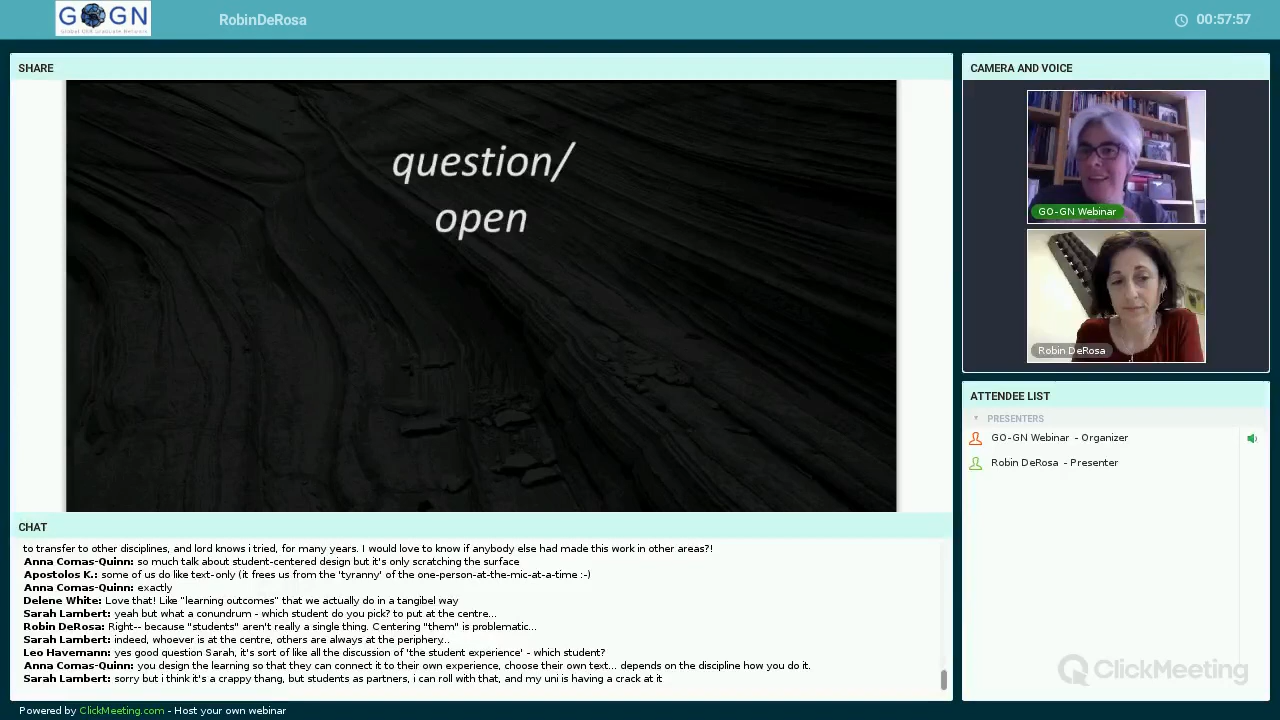 GO GN
Global OER Graduate Network
RobinDeRosa
00:57:57
SHARE
question/
open
CAMERA AND VOICE
GO-GN Webinar
Robin DeRosa
ATTENDEE LIST
PRESENTERS
GO-GN Webinar - Organizer
Robin DeRosa - Presenter
CHAT
to transfer to other disciplines, and lord knows i tried, for many years. I would love to know if anybody else had made this work in other areas?!
Anna Comas-Quinn: so much talk about student-centered design but it's only scratching the surface
Apostolos K.: some of us do like text-only (it frees us from the 'tyranny' of the one-person-at-the-mic-at-a-time :-)
Anna Comas-Quinn: exactly
Delene White: Love that! Like "learning outcomes" that we actually do in a tangibel way
Sarah Lambert: yeah but what a conundrum - which student do you pick? to put at the centre...
Robin DeRosa: Right-- because "students" aren't really a single thing. Centering "them" is problematic...
Sarah Lambert: indeed, whoever is at the centre, others are always at the periphery...
Leo Havemann: yes good question Sarah, it's sort of like all the discussion of 'the student experience' - which student?
Anna Comas-Quinn: you design the learning so that they can connect it to their own experience, choose their own text... depends on the discipline how you do it.
Sarah Lambert: sorry but i think it's a crappy thang, but students as partners, i can roll with that, and my uni is having a crack at it
ClickMeeting
Powered by ClickMeeting.com - Host your own webinar